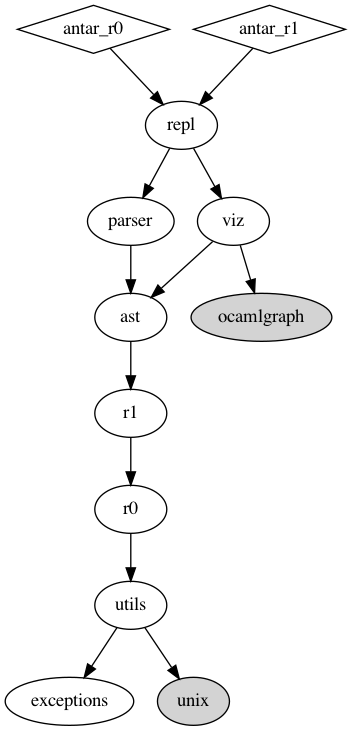 antar_r0
antar_r1
repl
parser
viz
ast
ocamlgraph
r1
r0
utils
exceptions
unix